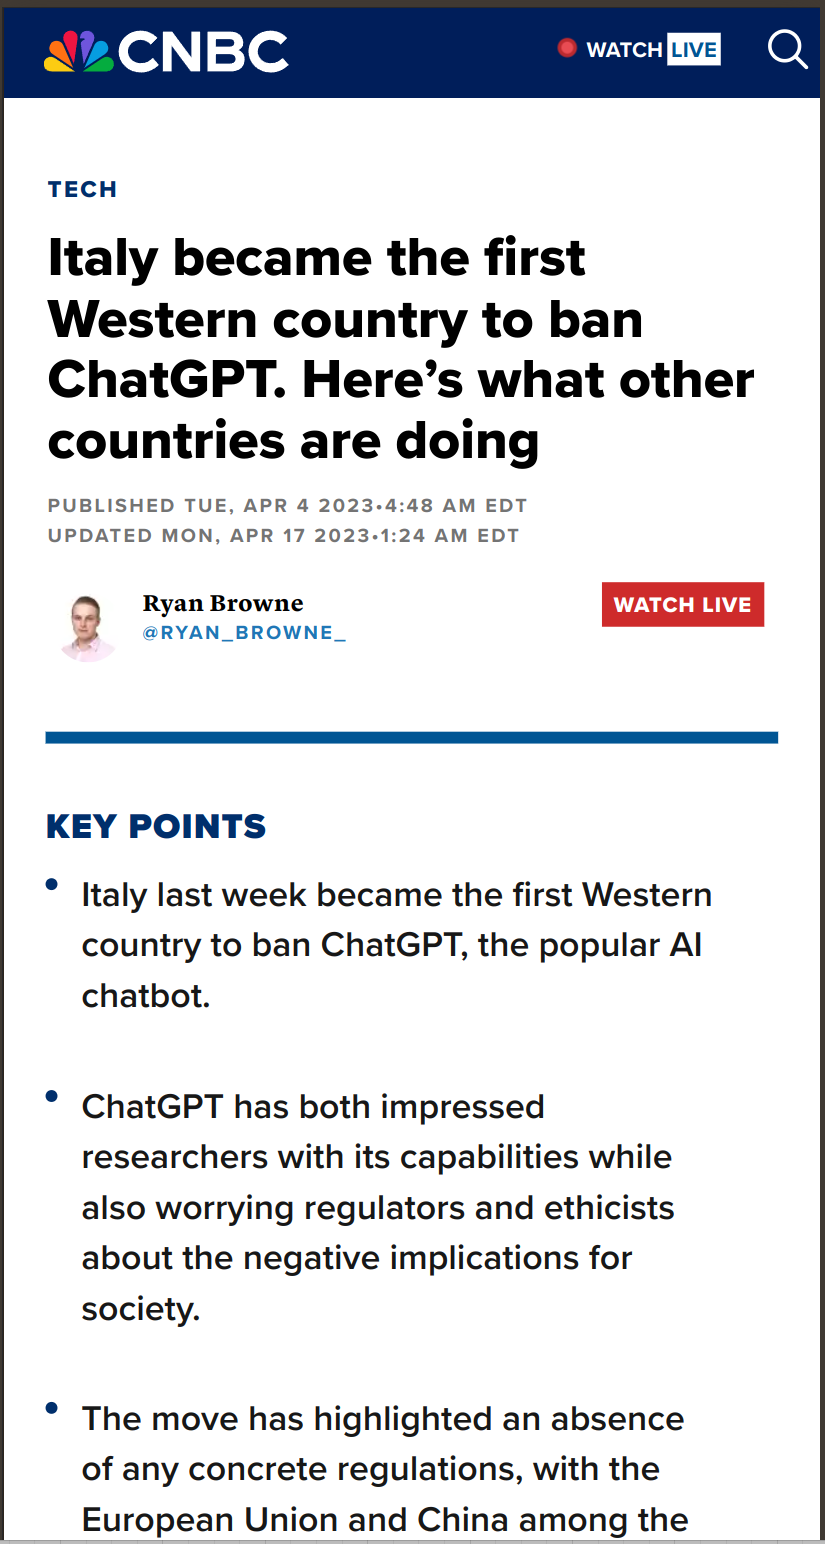 CNBC
WATCH LIVE
TECH
Italy became the first
Western country to ban
ChatGPT. Here’s what other
countries are doing
PUBLISHED TUE, APR 4 2023•4:48 AM EDT
UPDATED MON, APR 17 2023•1:24 AM EDT
Ryan Browne
@RYAN_BROWNE_
WATCH LIVE
KEY POINTS
• Italy last week became the first Western
country to ban ChatGPT, the popular AI
chatbot.
• ChatGPT has both impressed
researchers with its capabilities while
also worrying regulators and ethicists
about the negative implications for
society.
• The move has highlighted an absence
of any concrete regulations, with the
European Union and China among the